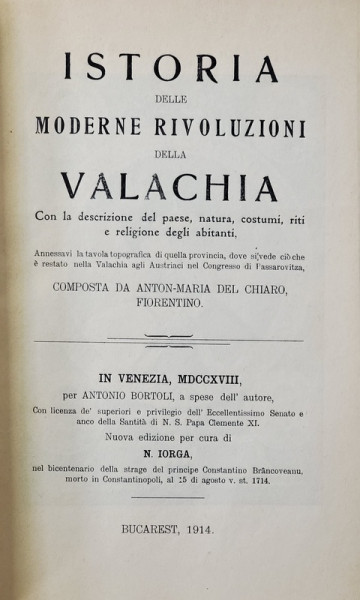 ISTORIA
DELLE
MODERNE RIVOLUZIONI
DELLA
VALACHIA
Con la descrizione del paese, natura, costumi, riti
e religione degli abitanti.
Annessavi la tavola topografica di quella provincia, dove si vede ciò che
è restato nella Valachia agli Austriaci nel Congresso di Passarovitza,
COMPOSTA DA ANTON-MARIA DEL CHIARO,
FIORENTINO.
IN VENEZIA, MDCCXVIII,
per ANTONIO BORTOLI, a spese dell' autore,
Con licenza de' superiori e privilegio dell' Eccellentissimo Senato e
anco della Santità di N. S. Papa Clemente XI.
Nuova edizione per cura di
N. IORGA,
nel bicentenario della strage del principe Constantino Brâncoveanu,
morto in Constantinopoli, al 15 di agosto v. st. 1714.
BUCAREST, 1914.